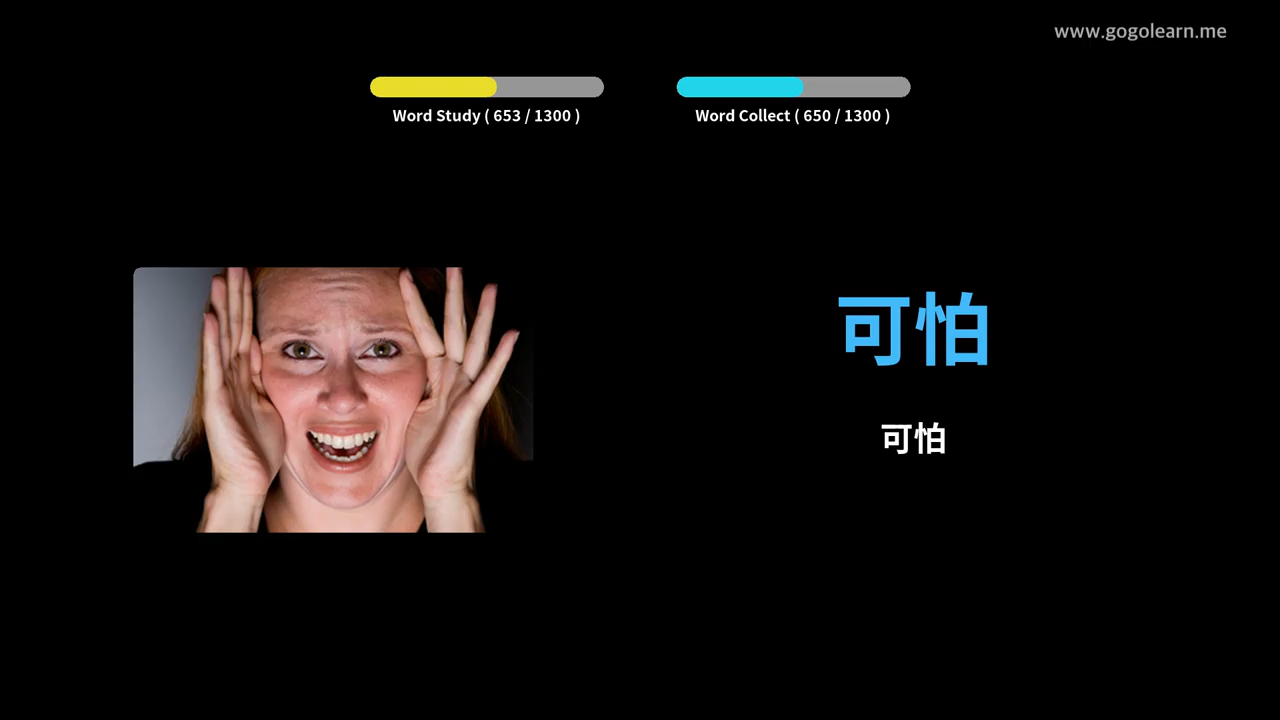 www.gogolearn.me
Word Study ( 653 / 1300 )
Word Collect ( 650 / 1300 )
可怕
可怕